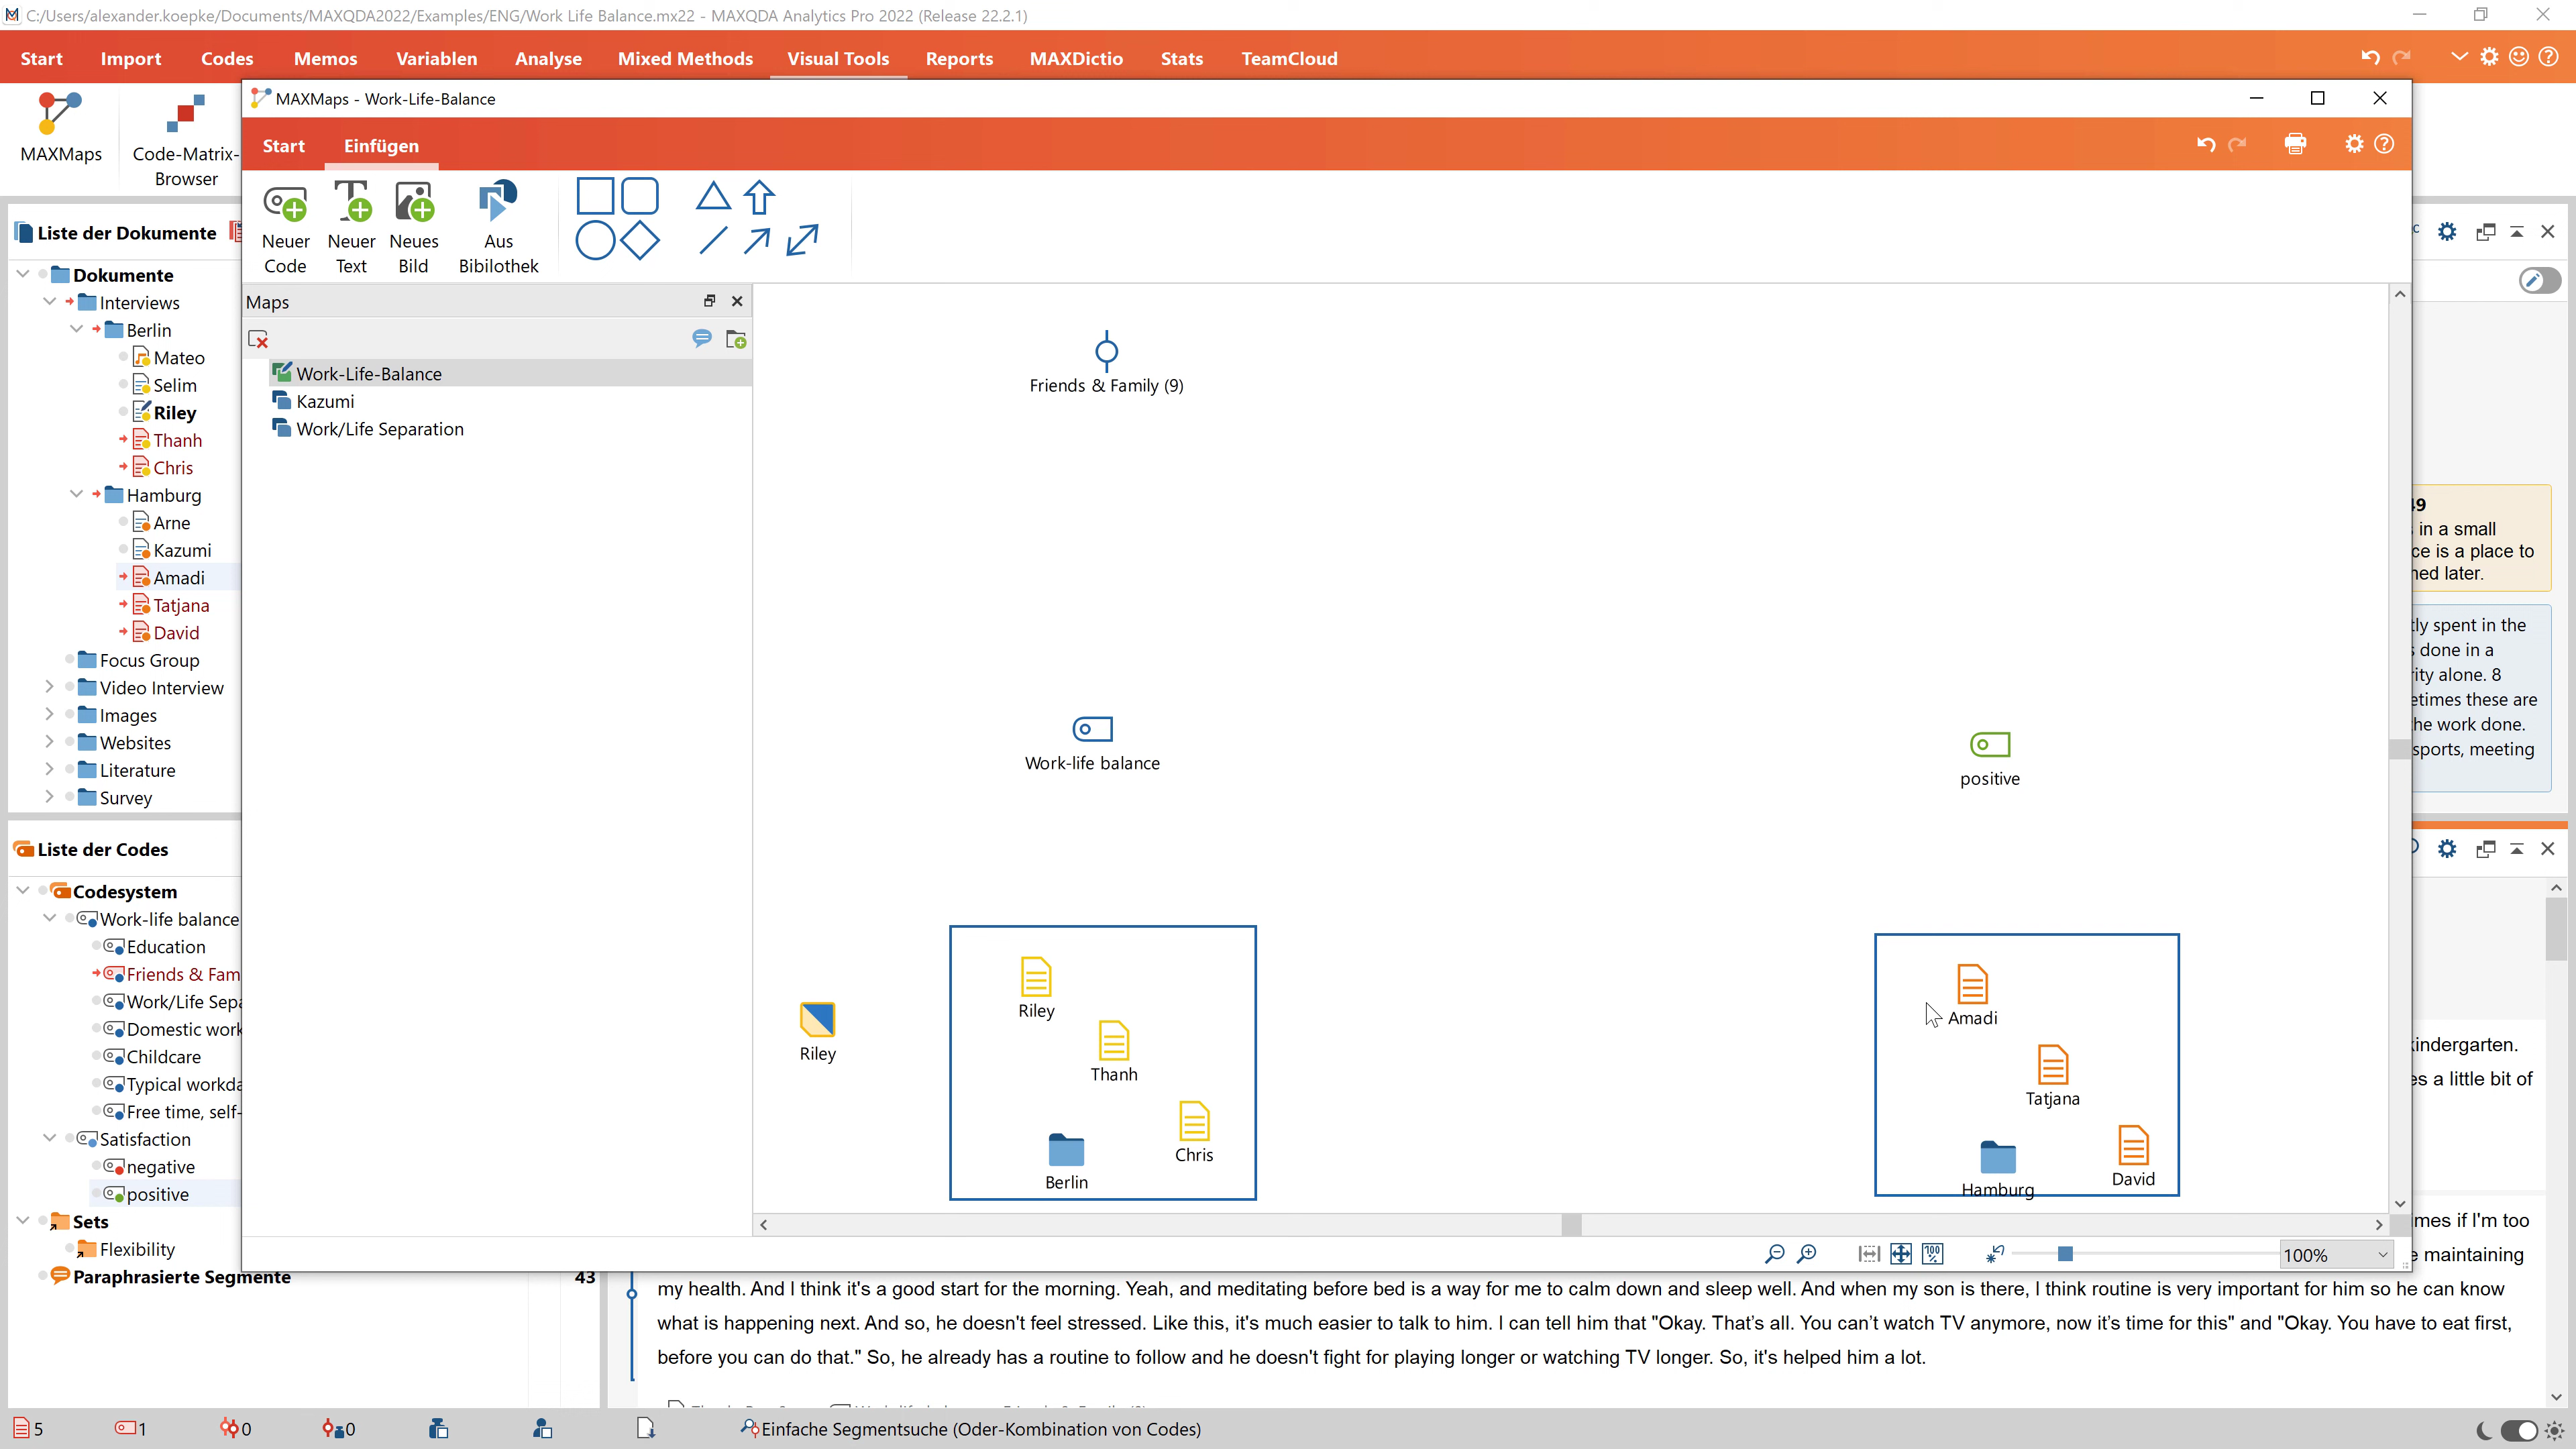 C:/Users/alexander.koepke/Documents/MAXQDA2022/Examples/ENG/Work Life Balance.mx22 - MAXQDA Analytics Pro 2022 (Release 22.2.1)
Start Import Codes Memos Variablen Analyse Mixed Methods Visual Tools Reports MAXDictio Stats TeamCloud
MAXMaps
Code-Matrix-
Browser
MAXMaps - Work-Life-Balance
Start Einfügen
Neuer
Code
Neuer
Text
Neues
Bild
Aus
Bibilothek
Maps
Work-Life-Balance
Kazumi
Work/Life Separation
Liste der Dokumente
Dokumente
Interviews
Berlin
Mateo
Selim
Riley
Thanh
Chris
Hamburg
Arne
Kazumi
Amadi
Tatjana
David
Focus Group
Video Interview
Images
Websites
Literature
Survey
Liste der Codes
Codesystem
Work-life balance
Education
Friends & Fam
Work/Life Sepa
Domestic work
Childcare
Typical workda
Free time, self-
Satisfaction
negative
positive
Sets
Flexibility
Paraphrasierte Segmente 43
Friends & Family (9)
Work-life balance
positive
Riley
Riley
Thanh
Chris
Berlin
Amadi
Tatjana
David
Hamburg
100%
49
in a small
ce is a place to
ned later.
tly spent in the
done in a
rity alone. 8
etimes these are
he work done.
sports, meeting
kindergarten.
es a little bit of
mes if I'm too
e maintaining
my health. And I think it's a good start for the morning. Yeah, and meditating before bed is a way for me to calm down and sleep well. And when my son is there, I think routine is very important for him so he can know
what is happening next. And so, he doesn't feel stressed. Like this, it's much easier to talk to him. I can tell him that "Okay. That’s all. You can’t watch TV anymore, now it’s time for this" and "Okay. You have to eat first,
before you can do that." So, he already has a routine to follow and he doesn't fight for playing longer or watching TV longer. So, it's helped him a lot.
5 1 0 0 Einfache Segmentsuche (Oder-Kombination von Codes)